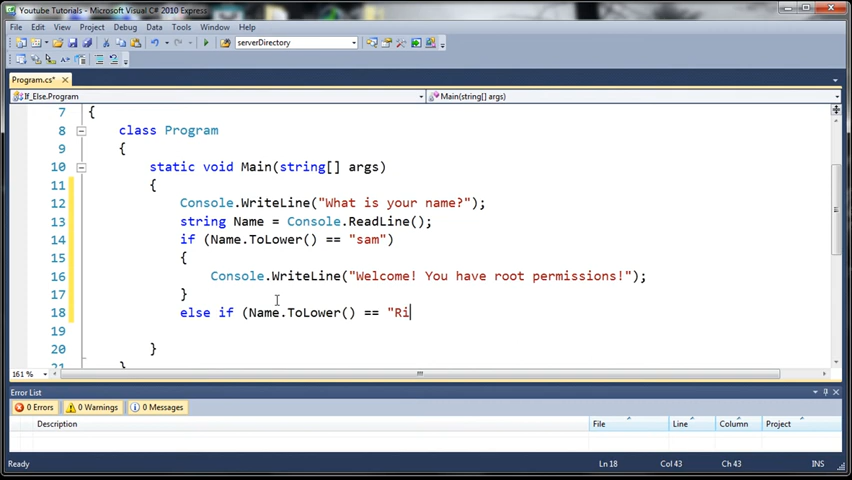 Youtube Tutorials - Microsoft Visual C# 2010 Express
File Edit View Project Debug Data Tools Window Help
serverDirectory
Program.cs*
If_Else.Program Main(string[] args)
7 {
8 class Program
9 {
10 static void Main(string[] args)
11 {
12 Console.WriteLine("What is your name?");
13 string Name = Console.ReadLine();
14 if (Name.ToLower() == "sam")
15 {
16 Console.WriteLine("Welcome! You have root permissions!");
17 }
18 else if (Name.ToLower() == "Ri
19
20 }
21 }
161 %
Error List
0 Errors 0 Warnings 0 Messages
Description File Line Column Project
Ready Ln 18 Col 43 Ch 43 INS